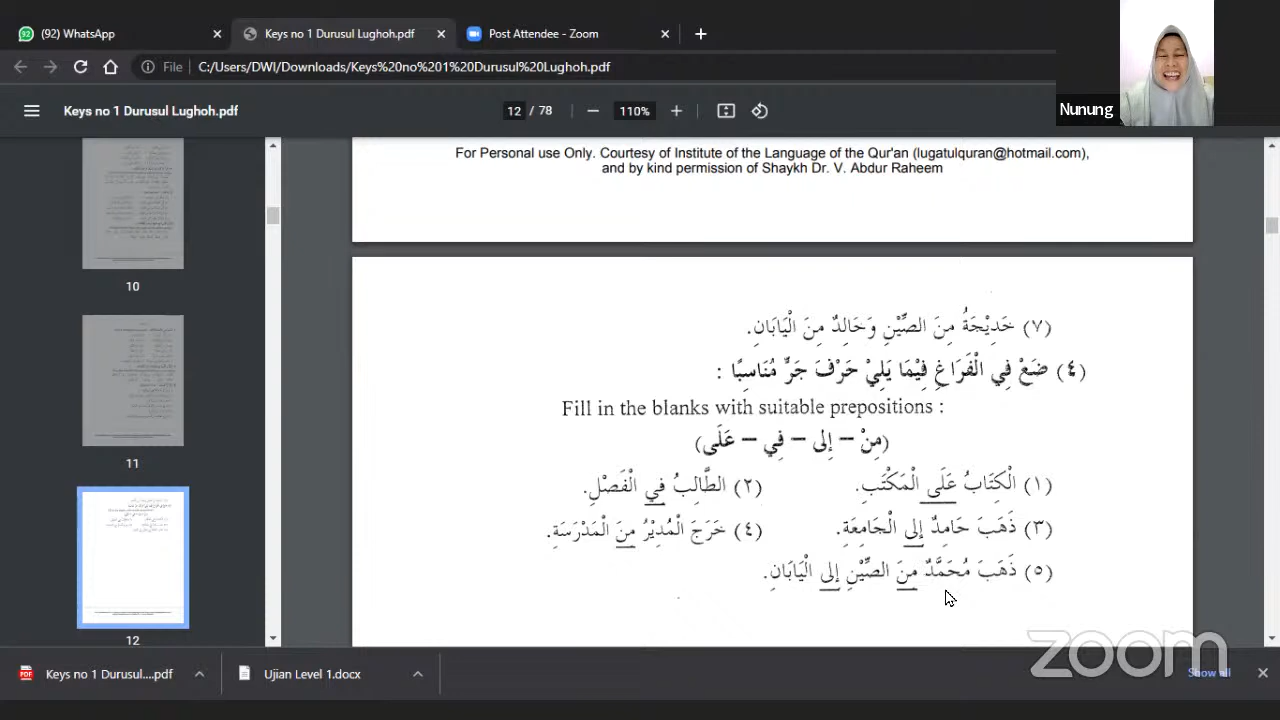 (92) WhatsApp
Keys no 1 Durusul Lughoh.pdf
Post Attendee - Zoom
File C:/Users/DWI/Downloads/Keys%20no%201%20Durusul%20Lughoh.pdf
Keys no 1 Durusul Lughoh.pdf
12 / 78
110%
Nunung
For Personal use Only. Courtesy of Institute of the Language of the Qur'an (lugatulquran@hotmail.com),
and by kind permission of Shaykh Dr. V. Abdur Raheem
(٧) خَدِيْجَةُ مِنَ الصِّيْنِ وَخَالِدٌ مِنَ الْيَابَانِ.
(٤) ضَعْ فِي الْفَرَاغِ فِيْمَا يَلِيْ حَرْفَ جَرٍّ مُنَاسِبًا :
Fill in the blanks with suitable prepositions :
(مِنْ – إلى – فِي – عَلَى)
(١) الْكِتَابُ عَلَى الْمَكْتَبِ. (٢) الطَّالِبُ فِي الْفَصْلِ.
(٣) ذَهَبَ حَامِدٌ إلى الْجَامِعَةِ. (٤) خَرَجَ الْمُدِيْرُ مِنَ الْمَدْرَسَةِ.
(٥) ذَهَبَ مُحَمَّدٌ مِنَ الصِّيْنِ إلى الْيَابَانِ.
10
11
12
zoom
Keys no 1 Durusul....pdf
Ujian Level 1.docx
Show all